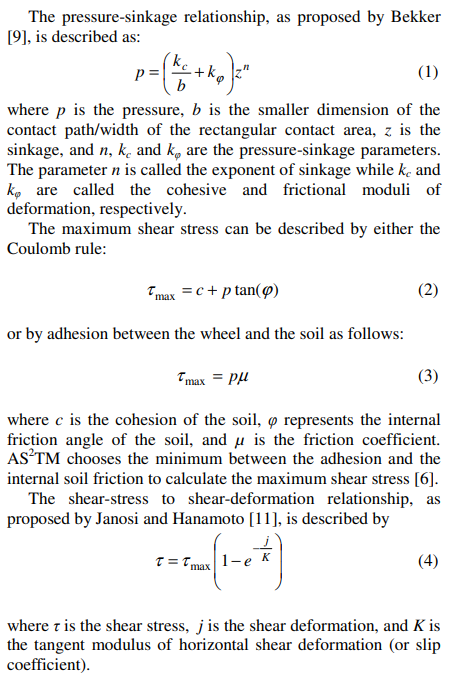 The pressure-sinkage relationship, as proposed by Bekker
[9], is described as:
p = (k_c/b + k_φ) z^n (1)
where p is the pressure, b is the smaller dimension of the
contact path/width of the rectangular contact area, z is the
sinkage, and n, k_c and k_φ are the pressure-sinkage parameters.
The parameter n is called the exponent of sinkage while k_c and
k_φ are called the cohesive and frictional moduli of
deformation, respectively.
The maximum shear stress can be described by either the
Coulomb rule:
τ_max = c + p tan(φ) (2)
or by adhesion between the wheel and the soil as follows:
τ_max = pμ (3)
where c is the cohesion of the soil, φ represents the internal
friction angle of the soil, and μ is the friction coefficient.
AS²TM chooses the minimum between the adhesion and the
internal soil friction to calculate the maximum shear stress [6].
The shear-stress to shear-deformation relationship, as
proposed by Janosi and Hanamoto [11], is described by
τ = τ_max (1 − e^(−j/K)) (4)
where τ is the shear stress, j is the shear deformation, and K is
the tangent modulus of horizontal shear deformation (or slip
coefficient).